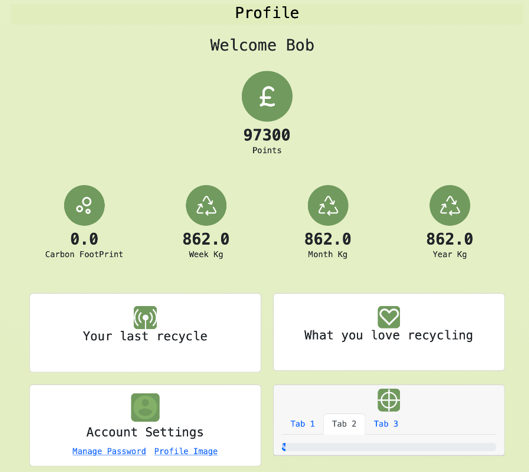 Profile
Welcome Bob
£
97300
Points
0.0 862.0 862.0 862.0
Carbon FootPrint Week Kg Month Kg Year Kg
Your last recycle What you love recycling
Account Settings
Manage Password Profile Image
Tab 1 Tab 2 Tab 3